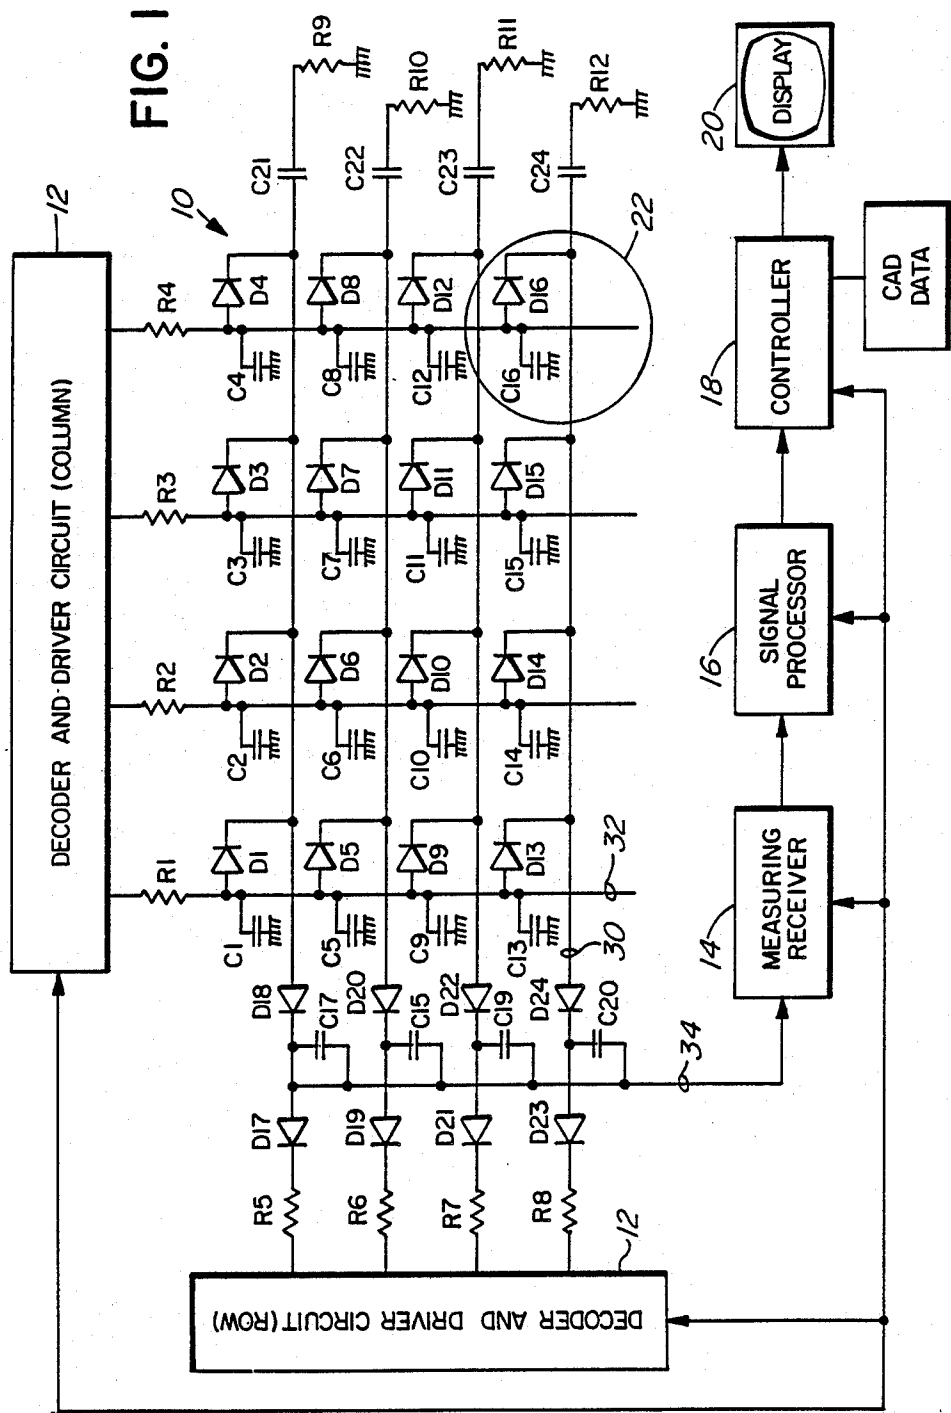 FIG. 1
12
DECODER AND DRIVER CIRCUIT (COLUMN)
10
R1
R2
R3
R4
R9
R10
R11
R12
C21
C22
C23
C24
D1
D2
D3
D4
C1
C2
C3
C4
D5
D6
D7
D8
C5
C6
C7
C8
D9
D10
D11
D12
C9
C10
C11
C12
D13
D14
D15
D16
C13
C14
C15
C16
22
D17
D18
C17
D19
D20
C15
D21
D22
C19
D23
D24
C20
R5
R6
R7
R8
30
32
34
12
DECODER AND DRIVER CIRCUIT (ROW)
14
MEASURING
RECEIVER
16
SIGNAL
PROCESSOR
18
CONTROLLER
20
DISPLAY
CAD
DATA